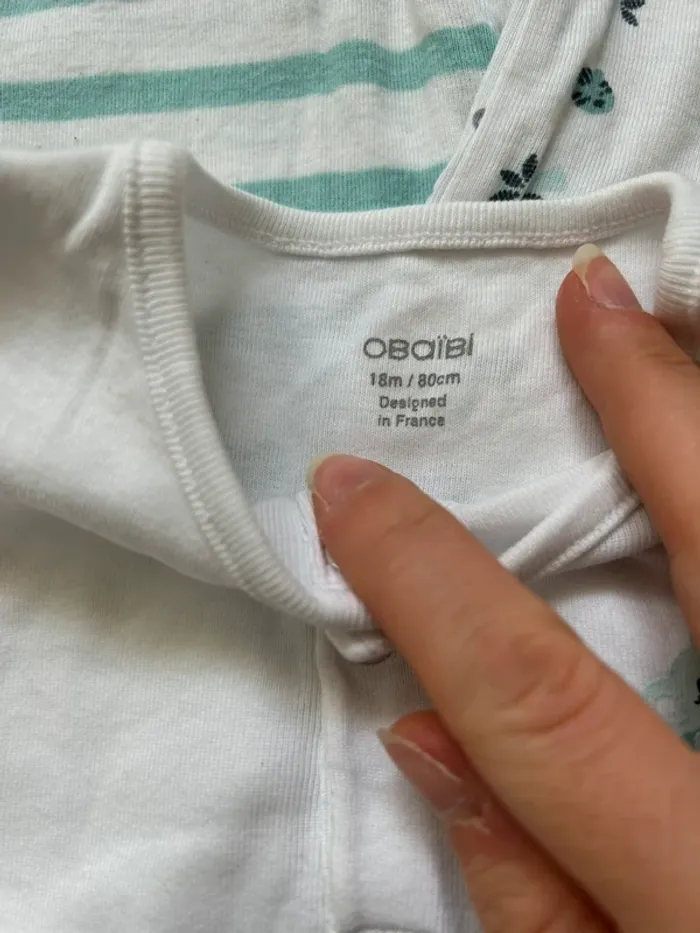 OBaïBi
18m / 80cm
Designed
in France